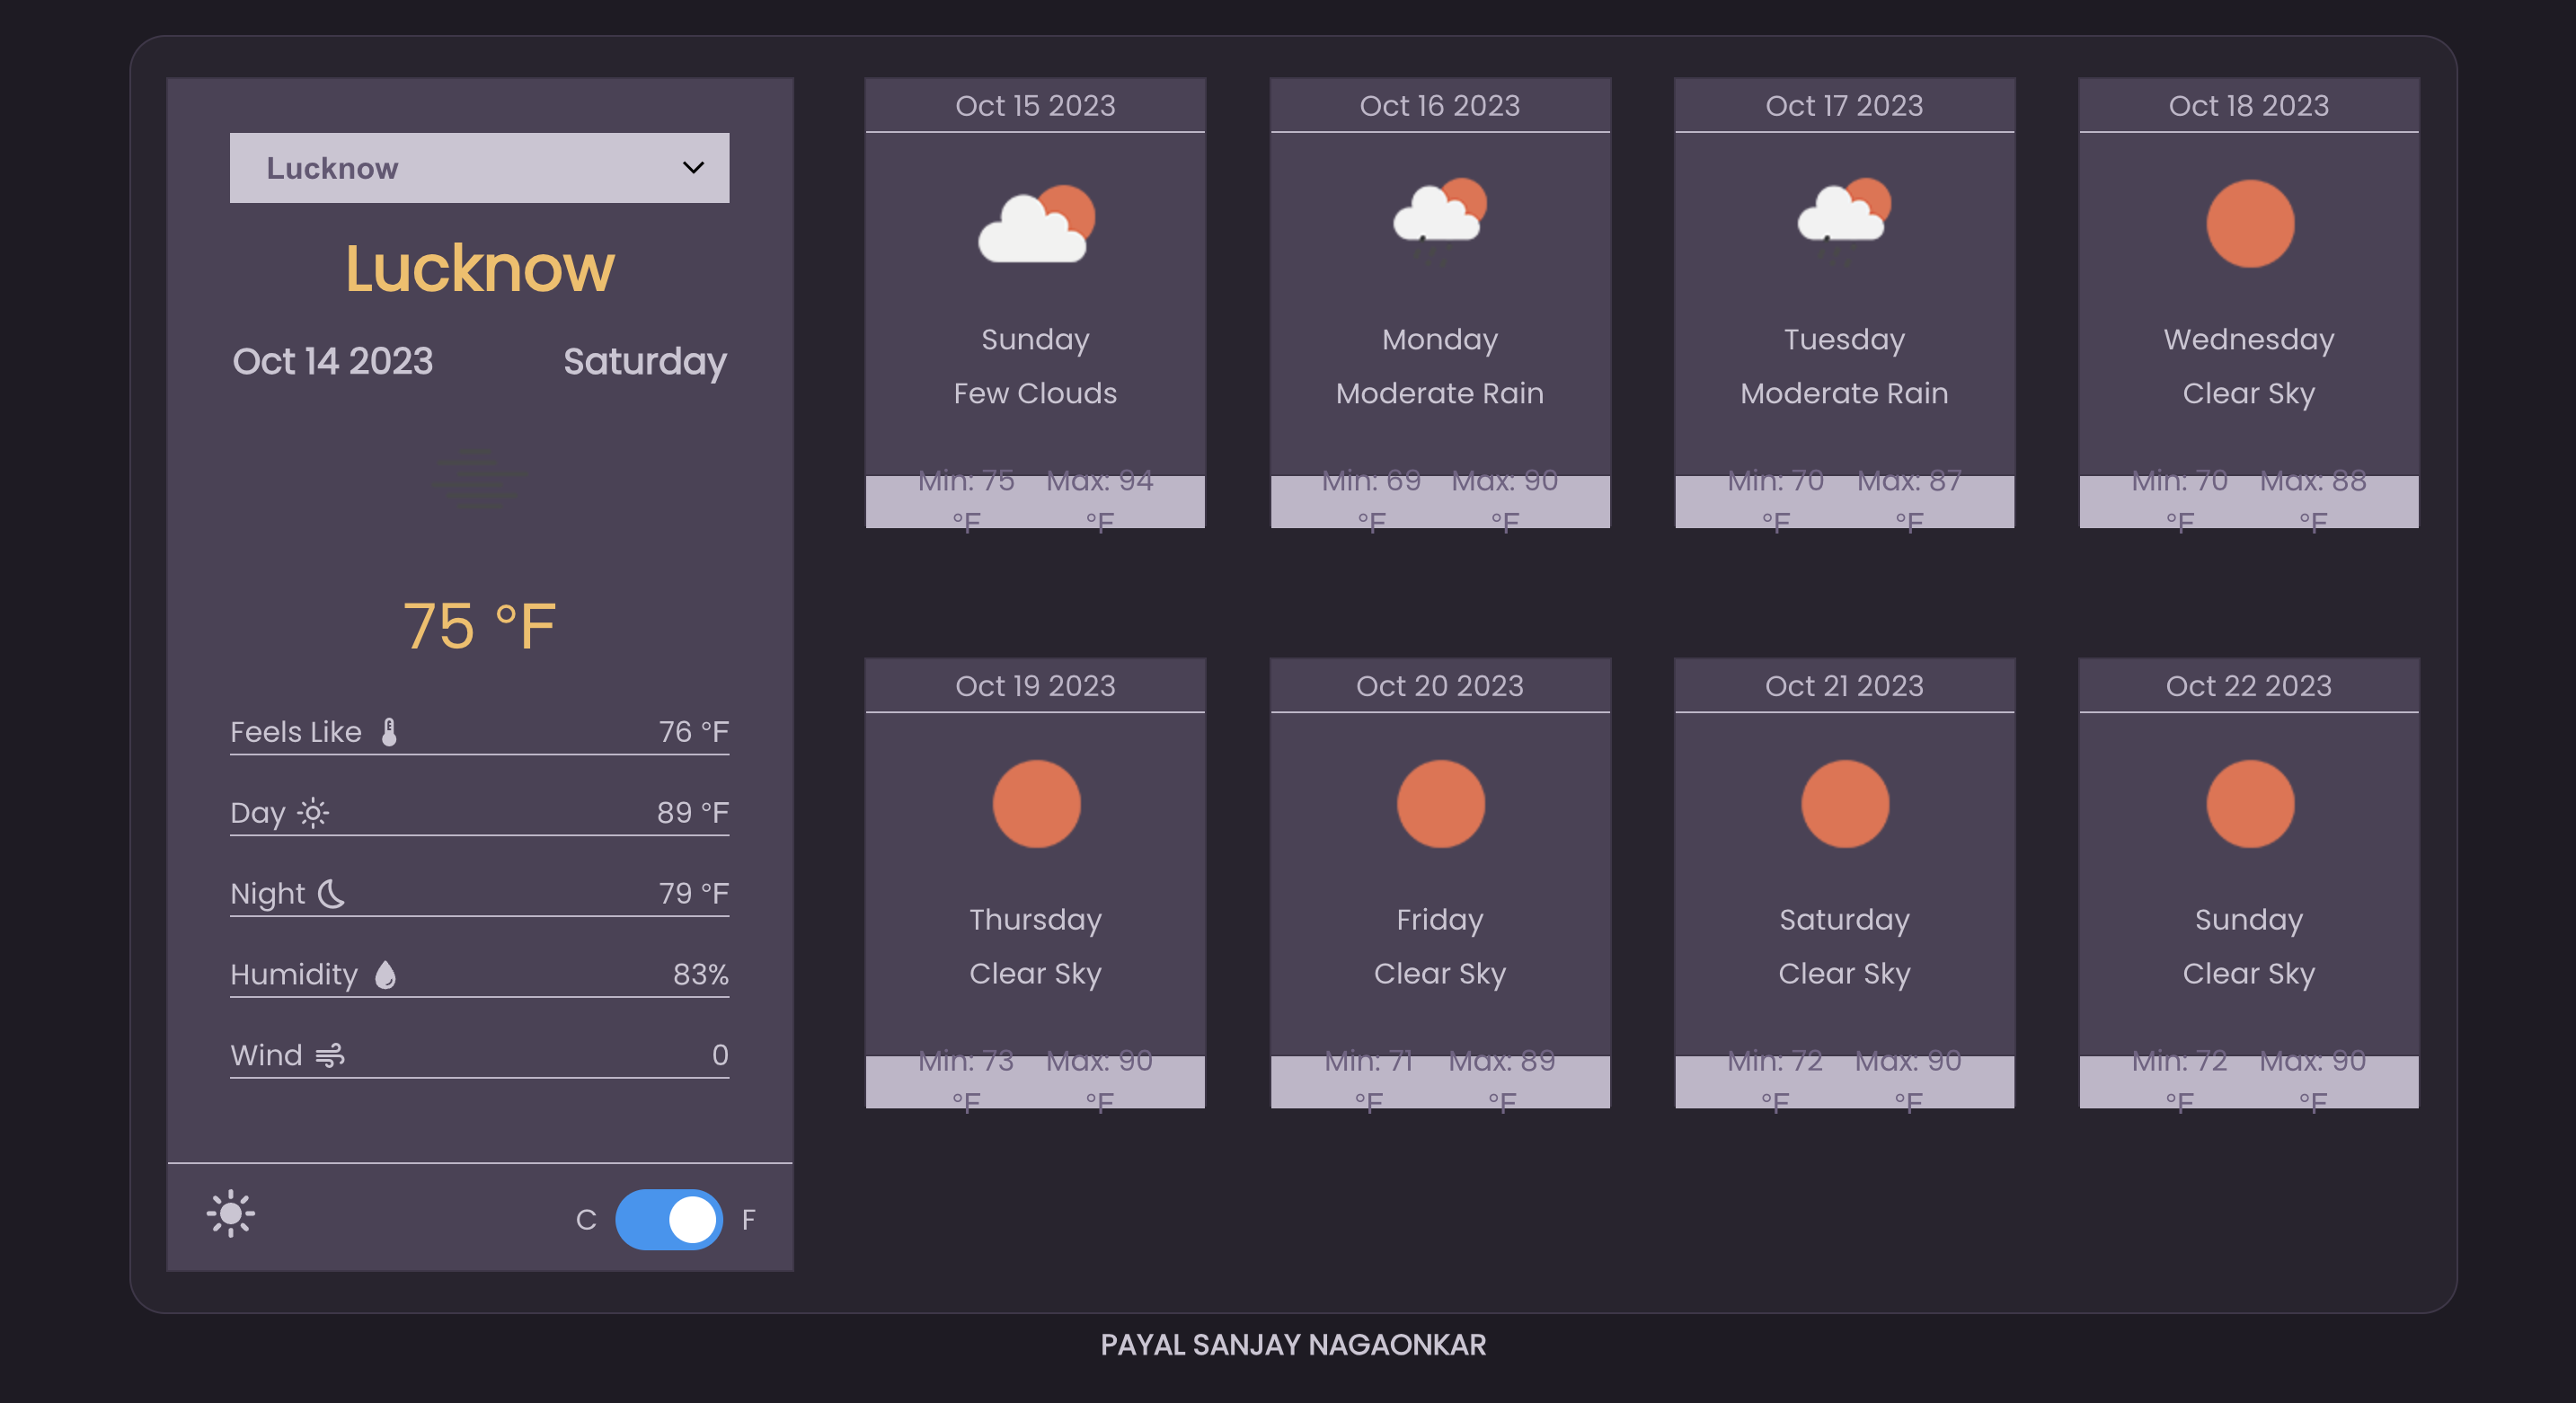 Lucknow
Lucknow
Oct 14 2023 Saturday
75 °F
Feels Like 76 °F
Day 89 °F
Night 79 °F
Humidity 83%
Wind 0
C F
Oct 15 2023
Sunday
Few Clouds
Min: 75 Max: 94
°F °F
Oct 16 2023
Monday
Moderate Rain
Min: 69 Max: 90
°F °F
Oct 17 2023
Tuesday
Moderate Rain
Min: 70 Max: 87
°F °F
Oct 18 2023
Wednesday
Clear Sky
Min: 70 Max: 88
°F °F
Oct 19 2023
Thursday
Clear Sky
Min: 73 Max: 90
°F °F
Oct 20 2023
Friday
Clear Sky
Min: 71 Max: 89
°F °F
Oct 21 2023
Saturday
Clear Sky
Min: 72 Max: 90
°F °F
Oct 22 2023
Sunday
Clear Sky
Min: 72 Max: 90
°F °F
PAYAL SANJAY NAGAONKAR